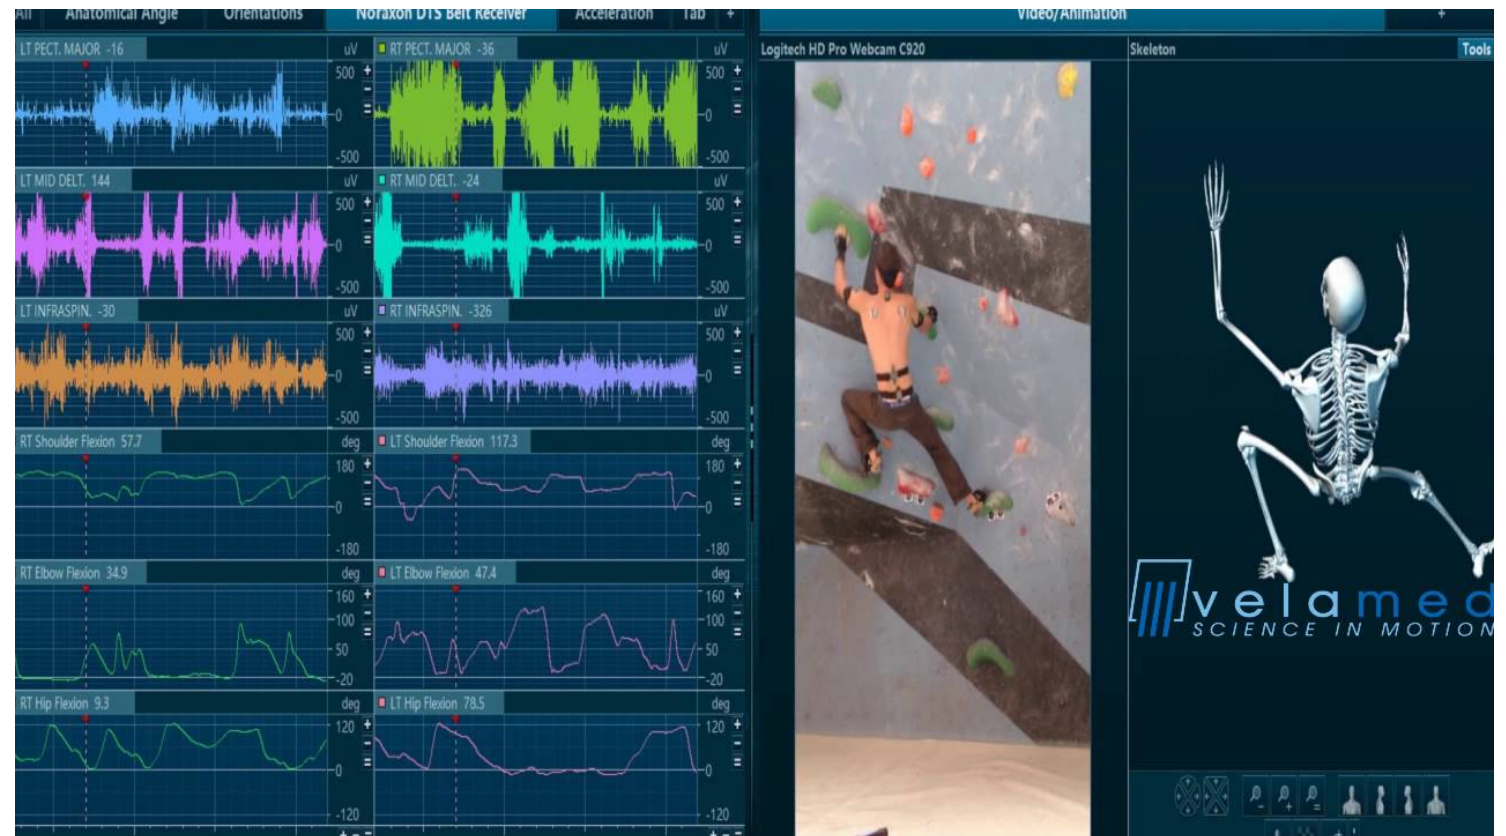 All Anatomical Angle Orientations Noraxon DTS Belt Receiver Acceleration Tab +
Video/Animation +
LT PECT. MAJOR -16 uV
500
0
-500
RT PECT. MAJOR -36 uV
500
0
-500
LT MID DELT. 144 uV
500
0
-500
RT MID DELT. -24 uV
500
0
-500
LT INFRASPIN. -30 uV
500
0
-500
RT INFRASPIN. -326 uV
500
0
-500
RT Shoulder Flexion 57.7 deg
180
0
-180
LT Shoulder Flexion 117.3 deg
180
0
-180
RT Elbow Flexion 34.9 deg
160
100
50
-20
LT Elbow Flexion 47.4 deg
160
100
50
-20
RT Hip Flexion 9.3 deg
120
0
-120
LT Hip Flexion 78.5 deg
120
0
-120
Logitech HD Pro Webcam C920
Skeleton Tools
velamed
SCIENCE IN MOTION